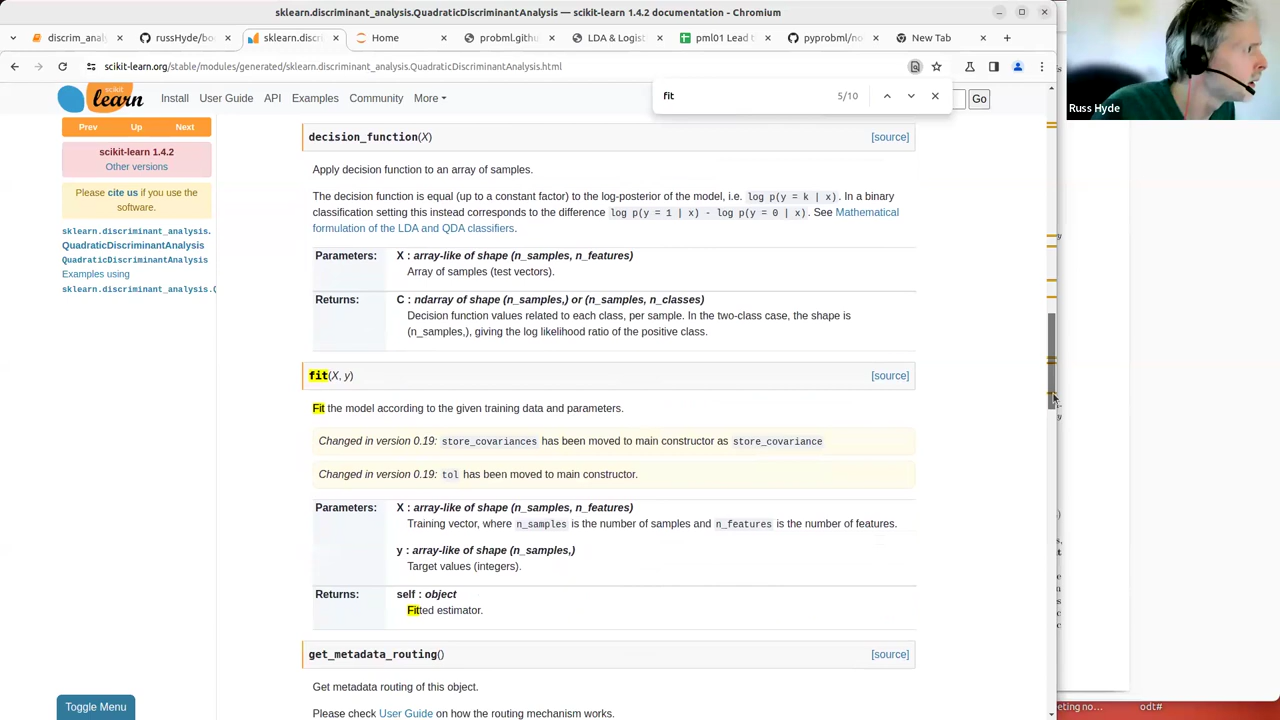 sklearn.discriminant_analysis.QuadraticDiscriminantAnalysis — scikit-learn 1.4.2 documentation - Chromium
discrim_anal
russHyde/boo
sklearn.discri
Home
probml.githu
LDA & Logist
pml01 Lead t
pyprobml/no
New Tab
scikit-learn.org/stable/modules/generated/sklearn.discriminant_analysis.QuadraticDiscriminantAnalysis.html
fit
5/10
Go
scikit
learn
Install
User Guide
API
Examples
Community
More
Prev
Up
Next
scikit-learn 1.4.2
Other versions
Please cite us if you use the
software.
sklearn.discriminant_analysis.
QuadraticDiscriminantAnalysis
QuadraticDiscriminantAnalysis
Examples using
sklearn.discriminant_analysis.Q
Toggle Menu
decision_function(X)
[source]
Apply decision function to an array of samples.
The decision function is equal (up to a constant factor) to the log-posterior of the model, i.e. log p(y = k | x). In a binary
classification setting this instead corresponds to the difference log p(y = 1 | x) - log p(y = 0 | x). See Mathematical
formulation of the LDA and QDA classifiers.
Parameters:
X : array-like of shape (n_samples, n_features)
Array of samples (test vectors).
Returns:
C : ndarray of shape (n_samples,) or (n_samples, n_classes)
Decision function values related to each class, per sample. In the two-class case, the shape is
(n_samples,), giving the log likelihood ratio of the positive class.
fit(X, y)
[source]
Fit the model according to the given training data and parameters.
Changed in version 0.19: store_covariances has been moved to main constructor as store_covariance
Changed in version 0.19: tol has been moved to main constructor.
Parameters:
X : array-like of shape (n_samples, n_features)
Training vector, where n_samples is the number of samples and n_features is the number of features.
y : array-like of shape (n_samples,)
Target values (integers).
Returns:
self : object
Fitted estimator.
get_metadata_routing()
[source]
Get metadata routing of this object.
Please check User Guide on how the routing mechanism works.
Russ Hyde
eting no...
odt#